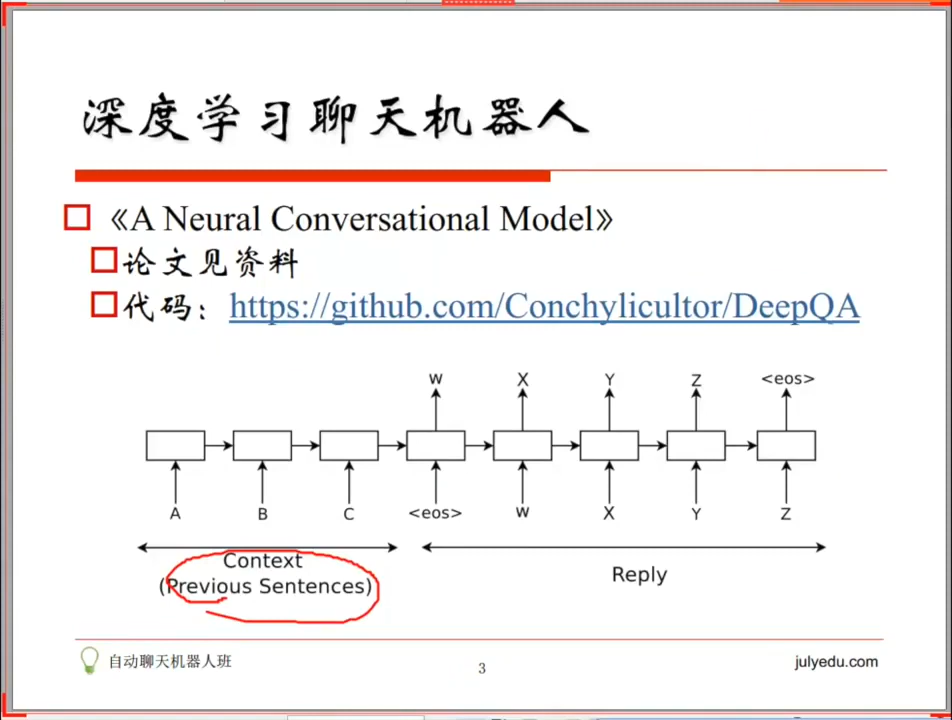 深度学习聊天机器人
《A Neural Conversational Model》
论文见资料
代码：https://github.com/Conchylicultor/DeepQA
W X Y Z <eos>
A B C <eos> W X Y Z
Context
(Previous Sentences)
Reply
自动聊天机器人班
3
julyedu.com